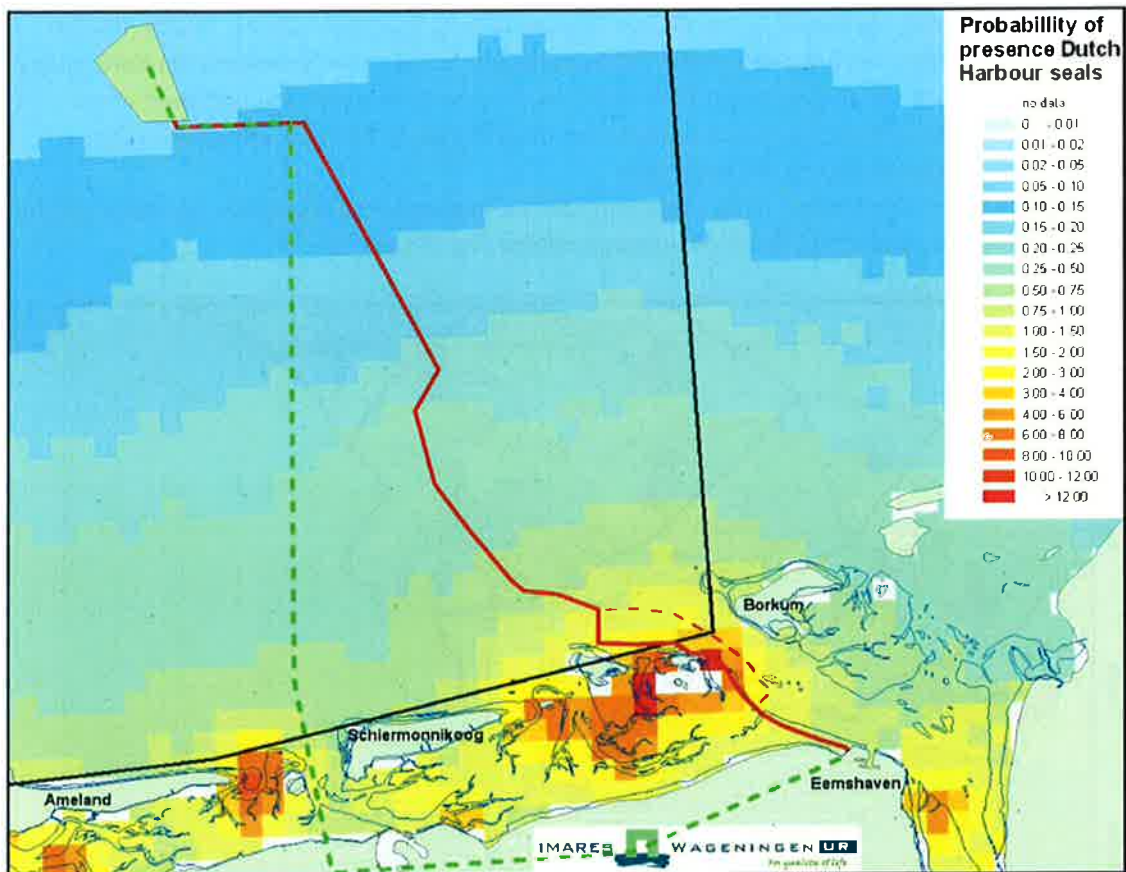 Probabillity of
presence Dutch
Harbour seals
no data
0 - 0.01
0.01 - 0.02
0.02 - 0.05
0.05 - 0.10
0.10 - 0.15
0.15 - 0.20
0.20 - 0.25
0.25 - 0.50
0.50 - 0.75
0.75 - 1.00
1.00 - 1.50
1.50 - 2.00
2.00 - 3.00
3.00 - 4.00
4.00 - 6.00
6.00 - 8.00
8.00 - 10.00
10.00 - 12.00
> 12.00
Borkum
Schiermonnikoog
Ameland
Eemshaven
IMARES WAGENINGEN UR
For quality of life